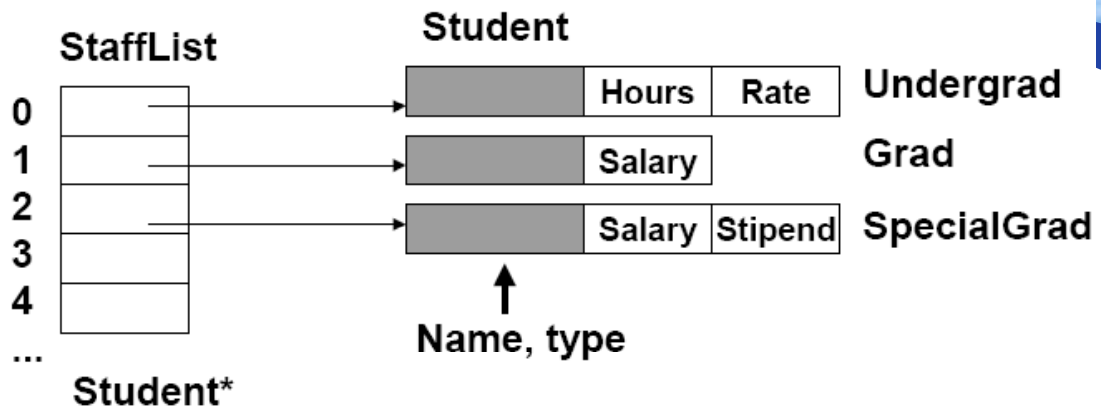 StaffList
Student
0
Hours Rate Undergrad
1
Salary Grad
2
Salary Stipend SpecialGrad
3
4
...
Name, type
Student*